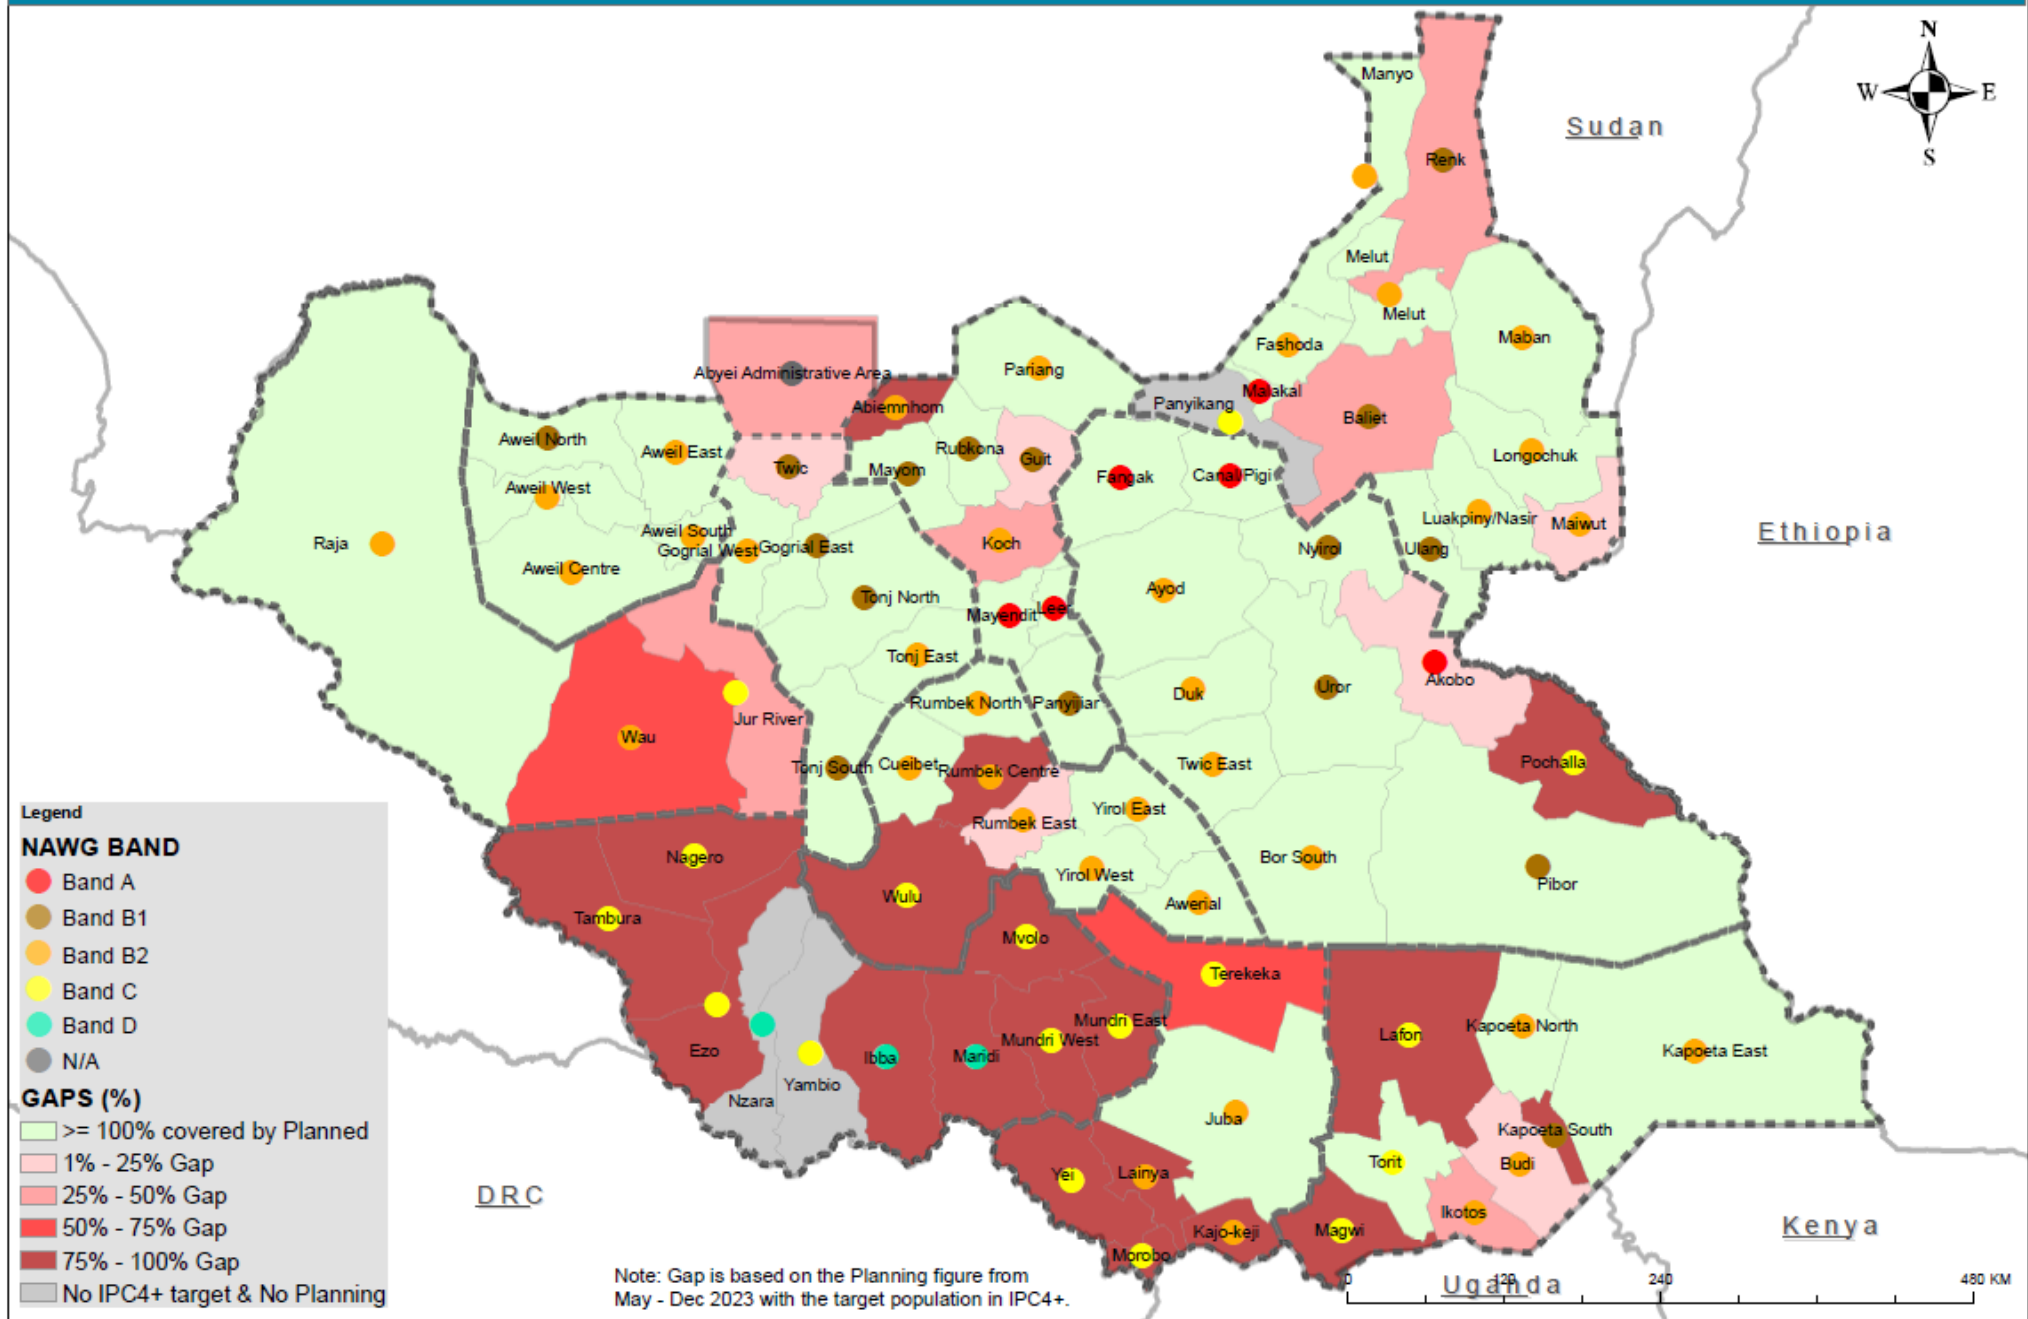 N
W E
S
Manyo
Sudan
Renk
Melut
Melut
Maban
Fashoda
Pariang
Abyei Administrative Area
Malakal
Panyikang
Abiemnhom
Baliet
Aweil North
Aweil East
Rubkona
Guit
Longochuk
Twic
Mayom
Fangak
Canal/Pigi
Aweil West
Luakpiny/Nasir
Maiwut
Ethiopia
Aweil South
Raja
Gogrial West
Gogrial East
Koch
Nyirol
Ulang
Aweil Centre
Ayod
Tonj North
Mayendit
Leer
Tonj East
Akobo
Uror
Duk
Rumbek North
Panyijiar
Jur River
Wau
Tonj South
Cueibet
Rumbek Centre
Twic East
Pochalla
Yirol East
Rumbek East
Legend
NAWG BAND
Band A
Band B1
Band B2
Band C
Band D
N/A
GAPS (%)
>= 100% covered by Planned
1% - 25% Gap
25% - 50% Gap
50% - 75% Gap
75% - 100% Gap
No IPC4+ target & No Planning
Nagero
Bor South
Yirol West
Pibor
Wulu
Awerial
Tambura
Mvolo
Terekeka
Mundri East
Kapoeta North
Lafon
Mundri West
Ezo
Ibba
Maridi
Kapoeta East
Yambio
Nzara
Juba
Kapoeta South
Torit
Budi
Yei
Lainya
DRC
Ikotos
Kajo-keji
Magwi
Kenya
Morobo
Note: Gap is based on the Planning figure from
May - Dec 2023 with the target population in IPC4+.
Uganda
0 120 240 480 KM